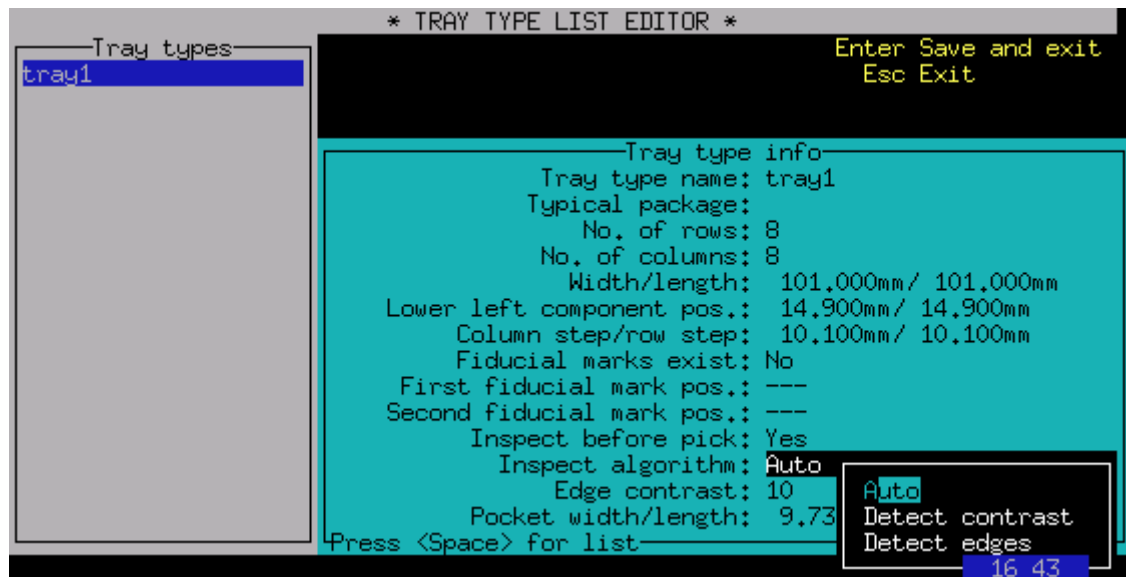 * TRAY TYPE LIST EDITOR *
Tray types
tray1
Enter Save and exit
Esc Exit
Tray type info
Tray type name: tray1
Typical package:
No. of rows: 8
No. of columns: 8
Width/length: 101.000mm/ 101.000mm
Lower left component pos.: 14.900mm/ 14.900mm
Column step/row step: 10.100mm/ 10.100mm
Fiducial marks exist: No
First fiducial mark pos.: ---
Second fiducial mark pos.: ---
Inspect before pick: Yes
Inspect algorithm: Auto
Edge contrast: 10
Pocket width/length: 9.73
Press <Space> for list
Auto
Detect contrast
Detect edges
16 43